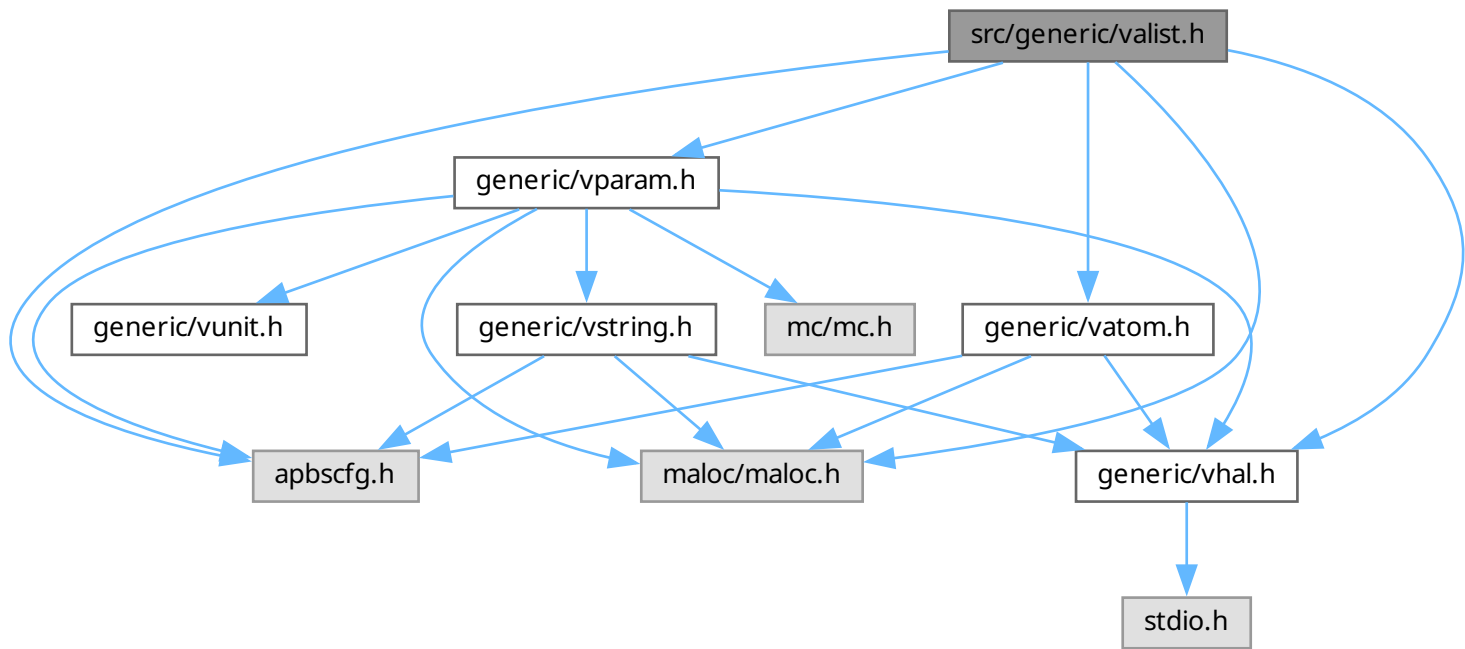 src/generic/valist.h
generic/vparam.h
generic/vunit.h
generic/vstring.h
mc/mc.h
generic/vatom.h
apbscfg.h
maloc/maloc.h
generic/vhal.h
stdio.h